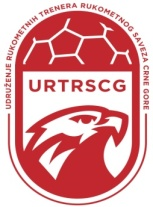 UDRUŽENJE RUKOMETNIH TRENERA RUKOMETNOG SAVEZA CRNE GORE
URTRSCG